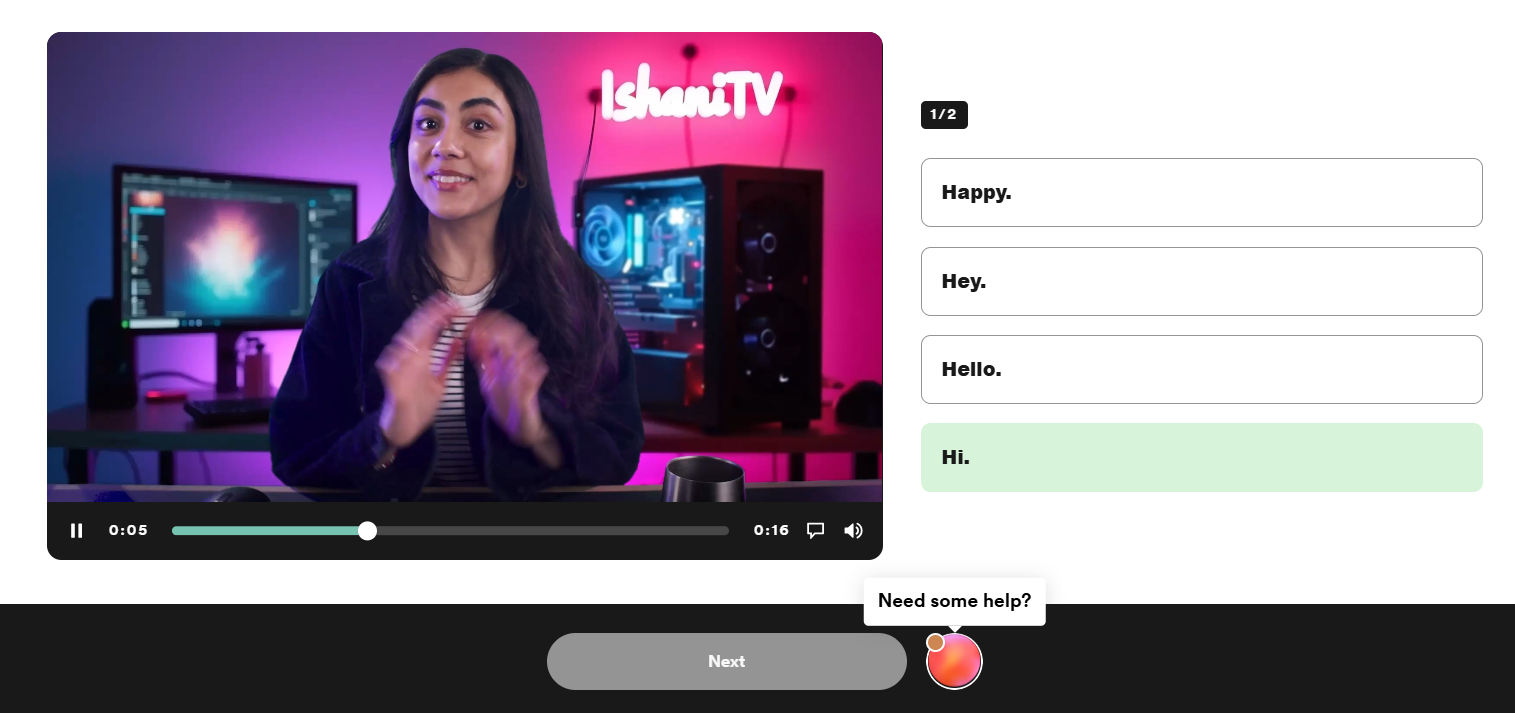 IshaniTV
1/2
Happy.
Hey.
Hello.
Hi.
0:05
0:16
Need some help?
Next